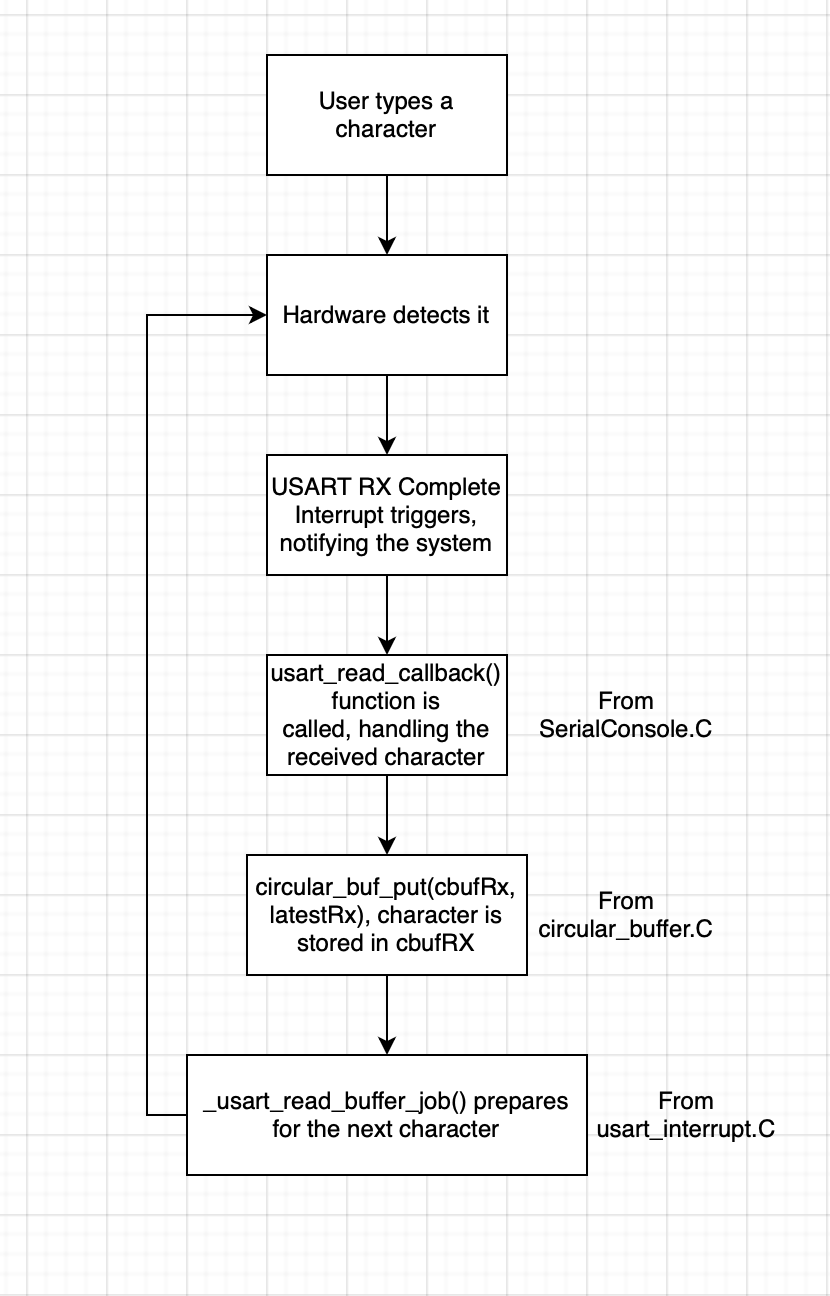 User types a
character
Hardware detects it
USART RX Complete
Interrupt triggers,
notifying the system
usart_read_callback()
function is
called, handling the
received character
From
SerialConsole.C
circular_buf_put(cbufRx,
latestRx), character is
stored in cbufRX
From
circular_buffer.C
_usart_read_buffer_job() prepares
for the next character
From
usart_interrupt.C